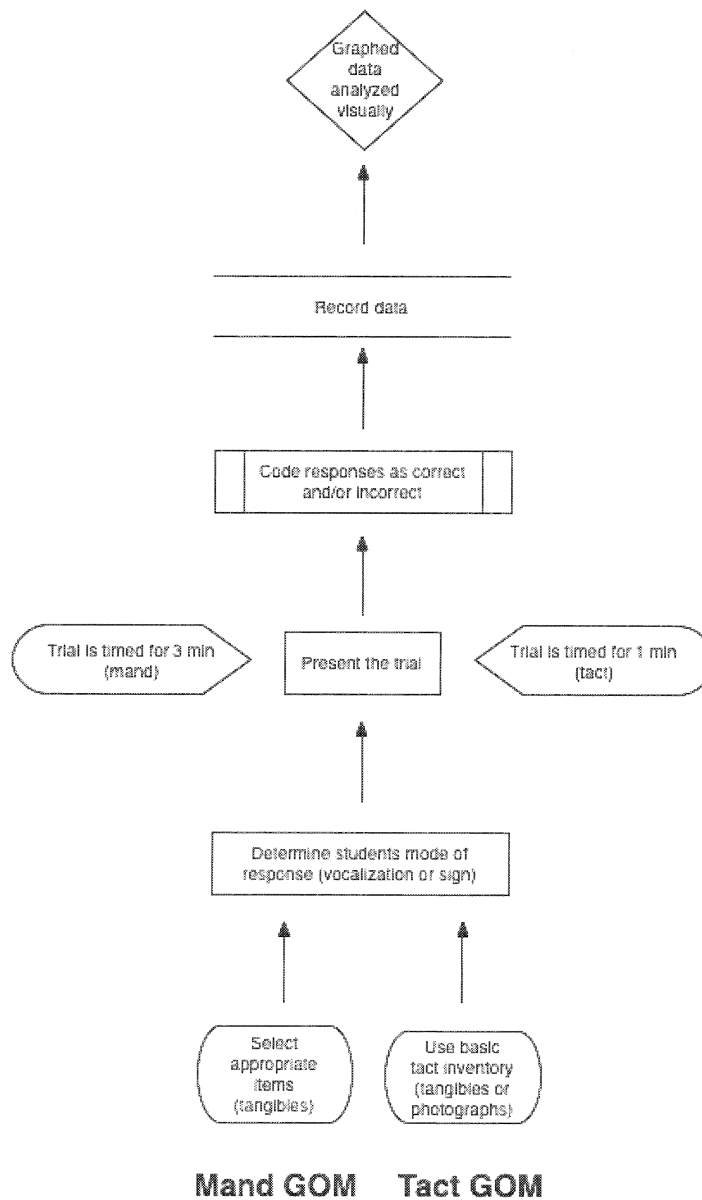 Graphed
data
analyzed
visually
Record data
Code responses as correct
and/or incorrect
Trial is timed for 3 min
(mand)
Present the trial
Trial is timed for 1 min
(tact)
Determine students mode of
response (vocalization or sign)
Select
appropriate
items
(tangibles)
Use basic
tact inventory
(tangibles or
photographs)
Mand GOM
Tact GOM